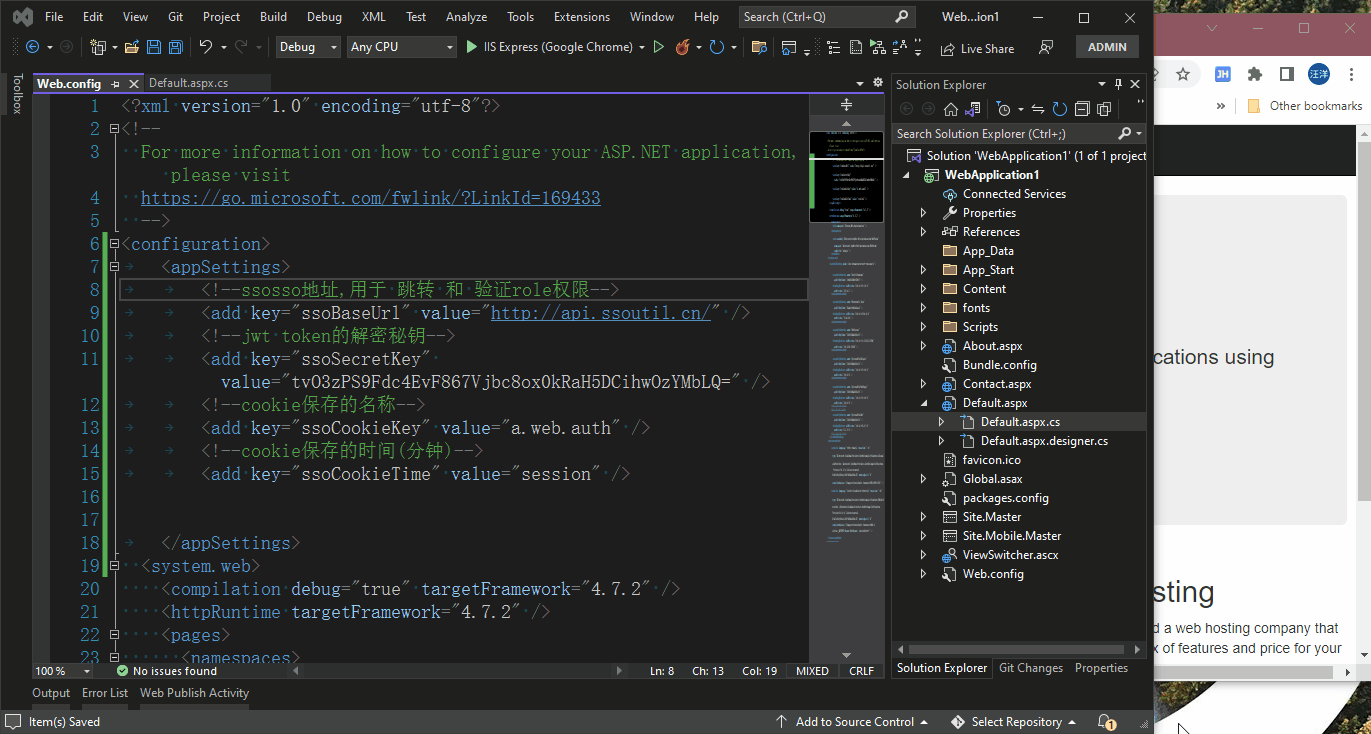 File Edit View Git Project Build Debug XML Test Analyze Tools Extensions Window Help Search (Ctrl+Q) Web...ion1
Debug Any CPU IIS Express (Google Chrome) Live Share ADMIN
Toolbox
Web.config Default.aspx.cs
1 <?xml version="1.0" encoding="utf-8"?>
2 <!--
3 For more information on how to configure your ASP.NET application,
please visit
4 https://go.microsoft.com/fwlink/?LinkId=169433
5 -->
6 <configuration>
7 <appSettings>
8 <!--ssosso地址,用于 跳转 和 验证role权限-->
9 <add key="ssoBaseUrl" value="http://api.ssoutil.cn/" />
10 <!--jwt token的解密秘钥-->
11 <add key="ssoSecretKey"
value="tvO3zPS9Fdc4EvF867Vjbc8ox0kRaH5DCihwOzYMbLQ=" />
12 <!--cookie保存的名称-->
13 <add key="ssoCookieKey" value="a.web.auth" />
14 <!--cookie保存的时间(分钟)-->
15 <add key="ssoCookieTime" value="session" />
16
17
18 </appSettings>
19 <system.web>
20 <compilation debug="true" targetFramework="4.7.2" />
21 <httpRuntime targetFramework="4.7.2" />
22 <pages>
23 <namespaces>
100 % No issues found Ln: 8 Ch: 13 Col: 19 MIXED CRLF
Output Error List Web Publish Activity
Item(s) Saved Add to Source Control Select Repository 1
Solution Explorer
Search Solution Explorer (Ctrl+;)
Solution 'WebApplication1' (1 of 1 project
WebApplication1
Connected Services
Properties
References
App_Data
App_Start
Content
fonts
Scripts
About.aspx
Bundle.config
Contact.aspx
Default.aspx
Default.aspx.cs
Default.aspx.designer.cs
favicon.ico
Global.asax
packages.config
Site.Master
Site.Mobile.Master
ViewSwitcher.ascx
Web.config
Solution Explorer Git Changes Properties
JH 汪洋
» Other bookmarks
cations using
sting
d a web hosting company that
x of features and price for your